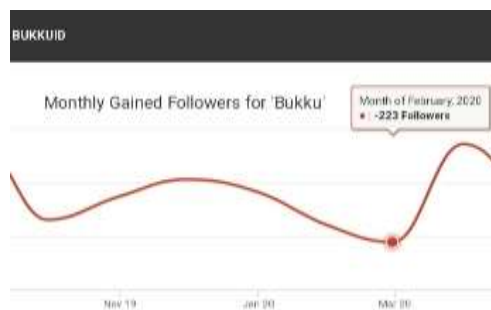 BUKKUID
Monthly Gained Followers for 'Bukku'
Month of February, 2020
: -223 Followers
Nov '19
Jan '20
Mar '20